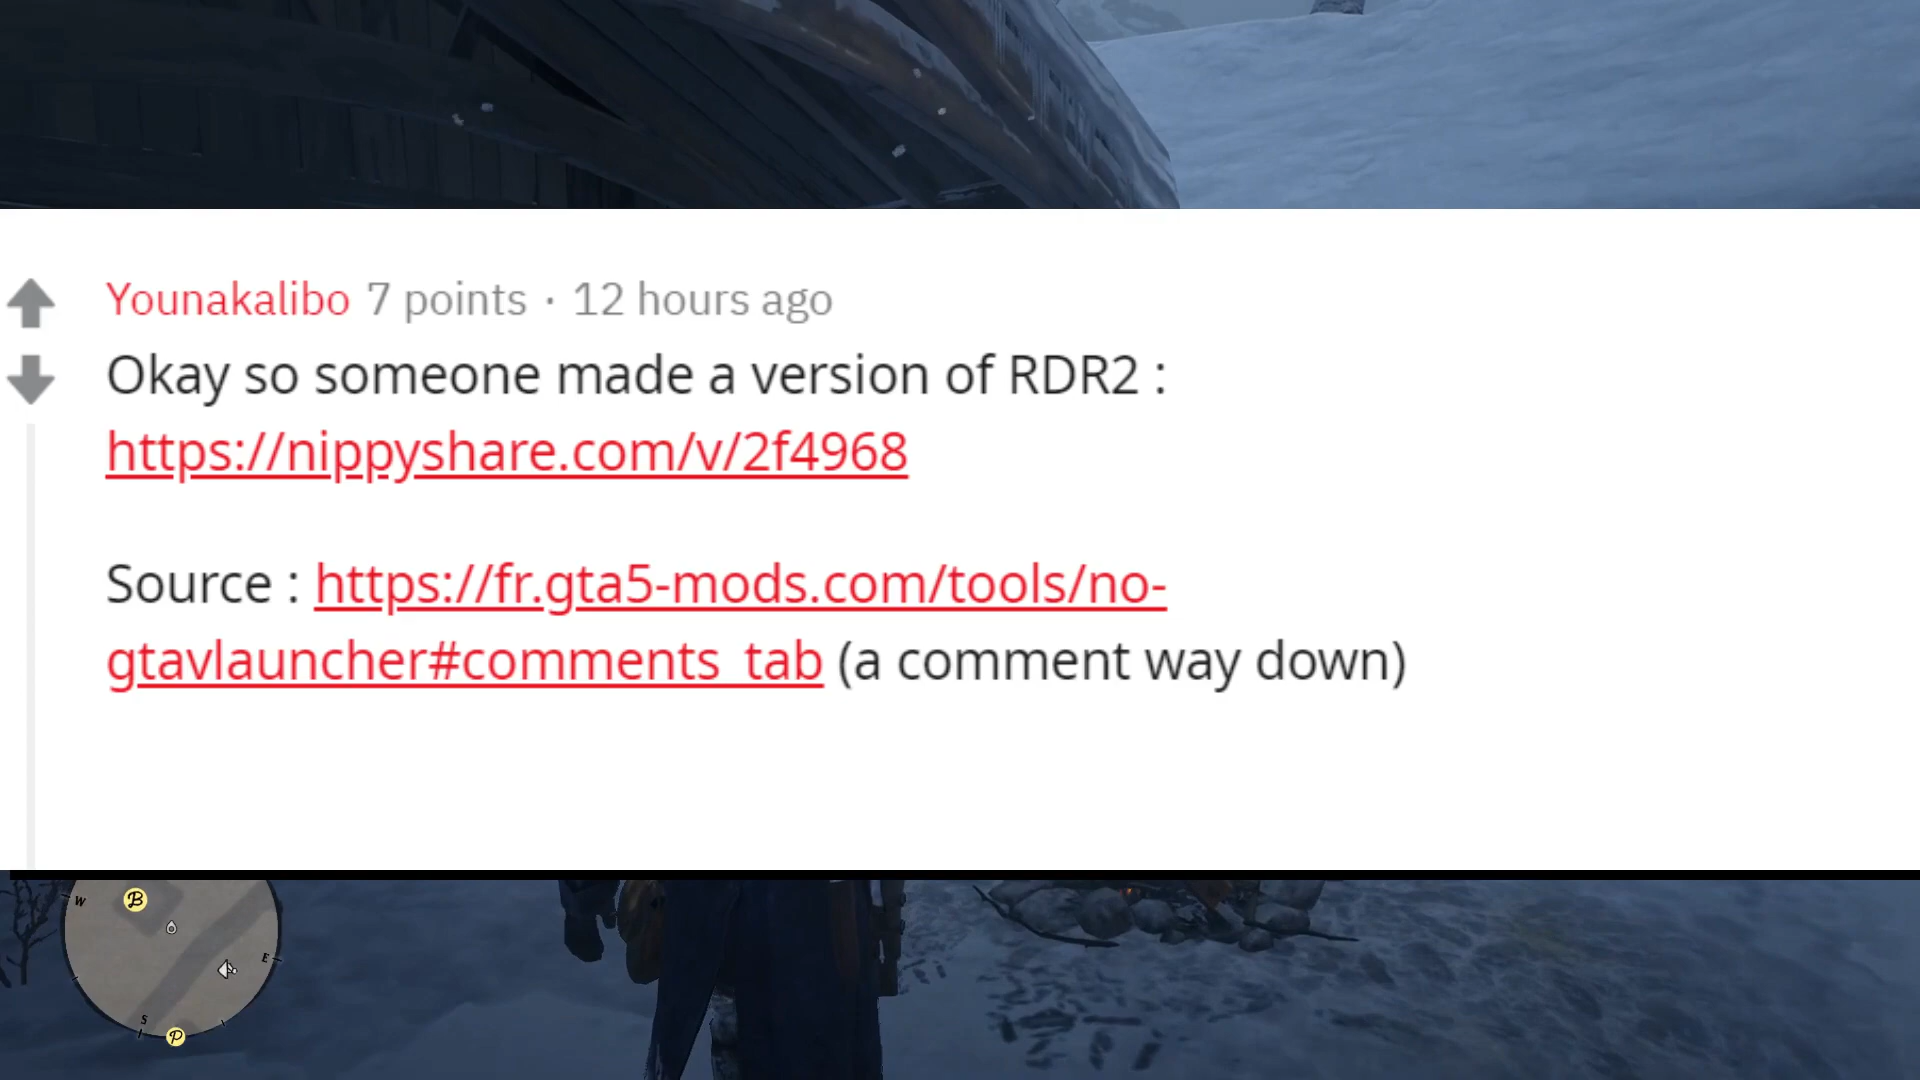 Younakalibo 7 points · 12 hours ago
Okay so someone made a version of RDR2 :
https://nippyshare.com/v/2f4968
Source : https://fr.gta5-mods.com/tools/no-
gtavlauncher#comments_tab (a comment way down)
W
B
E
S
P